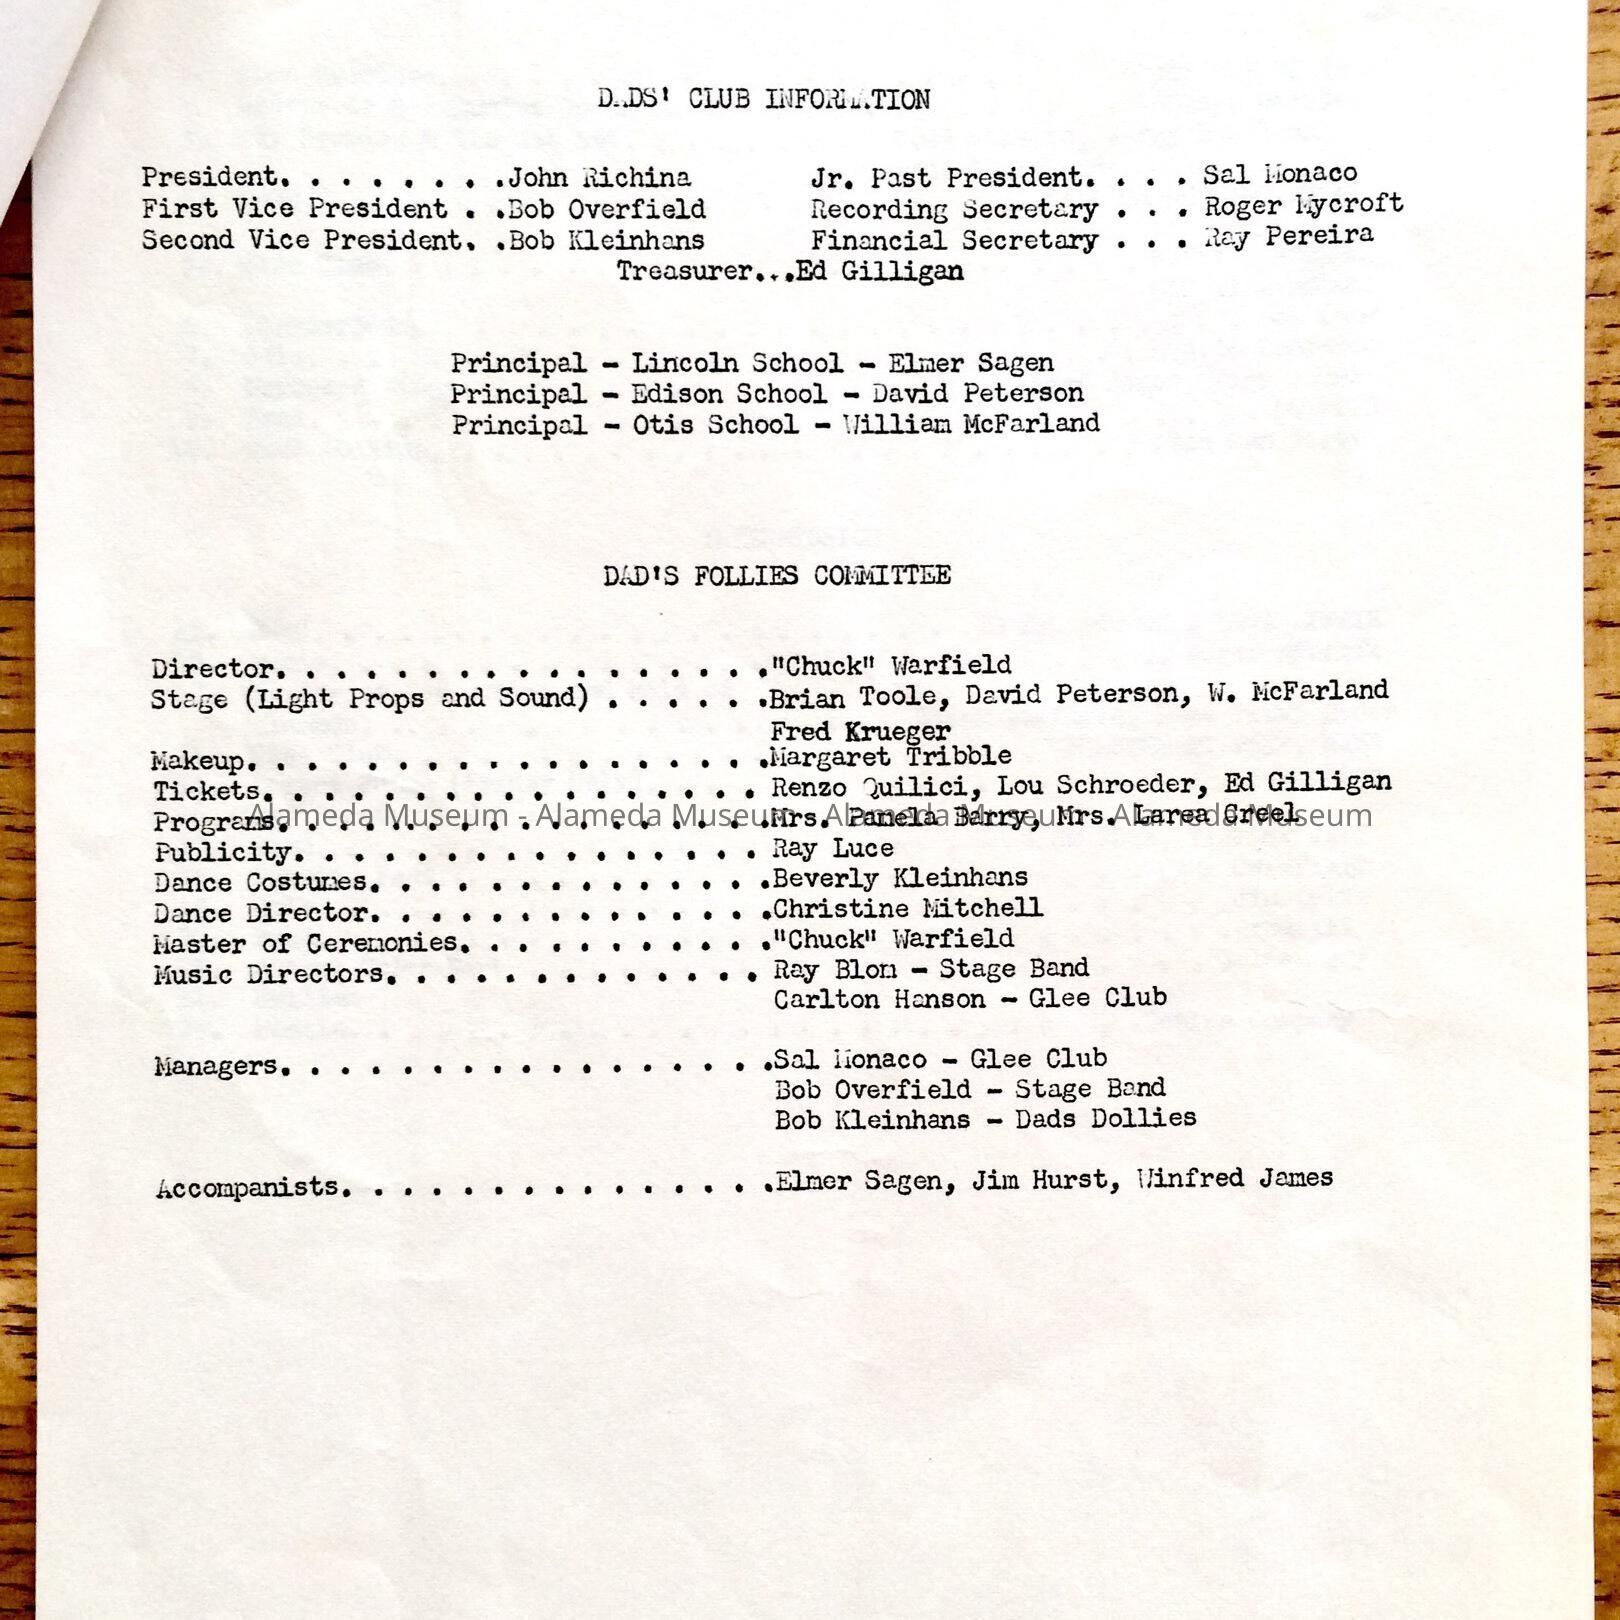 DADS' CLUB INFORMATION
President. . . . . . . .John Richina Jr. Past President. . . . Sal Monaco
First Vice President . .Bob Overfield Recording Secretary . . . Roger Mycroft
Second Vice President. .Bob Kleinhans Financial Secretary . . . Ray Pereira
Treasurer...Ed Gilligan
Principal - Lincoln School - Elmer Sagen
Principal - Edison School - David Peterson
Principal - Otis School - William McFarland
DAD'S FOLLIES COMMITTEE
Director. . . . . . . . . . . . . . . . ."Chuck" Warfield
Stage (Light Props and Sound) . . . . . .Brian Toole, David Peterson, W. McFarland
Fred Krueger
Makeup. . . . . . . . . . . . . . . . . .Margaret Tribble
Tickets. . . . . . . . . . . . . . . . . Renzo Quilici, Lou Schroeder, Ed Gilligan
Programs. . . . . . . . . . . . . . . . .Mrs. Pamela Barry, Mrs. Larea Creel
Alameda Museum - Alameda Museum - Alameda Museum - Alameda Museum
Publicity. . . . . . . . . . . . . . . . Ray Luce
Dance Costumes. . . . . . . . . . . . . .Beverly Kleinhans
Dance Director. . . . . . . . . . . . . .Christine Mitchell
Master of Ceremonies. . . . . . . . . . ."Chuck" Warfield
Music Directors. . . . . . . . . . . . . Ray Blom - Stage Band
Carlton Hanson - Glee Club
Managers. . . . . . . . . . . . . . . . .Sal Monaco - Glee Club
Bob Overfield - Stage Band
Bob Kleinhans - Dads Dollies
Accompanists. . . . . . . . . . . . . . .Elmer Sagen, Jim Hurst, Winfred James